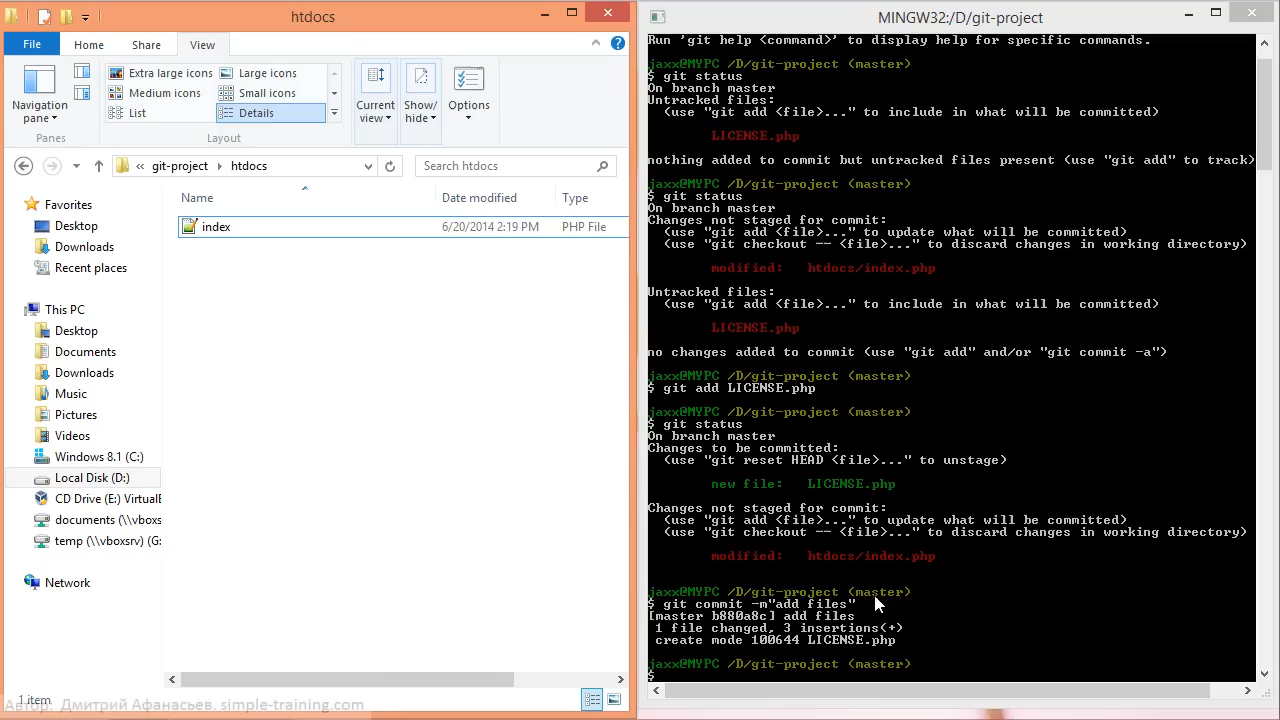 htdocs
File
Home
Share
View
Navigation pane
Extra large icons
Large icons
Medium icons
Small icons
List
Details
Current view
Show/hide
Options
Panes
Layout
git-project
htdocs
Search htdocs
Name
Date modified
Type
index
6/20/2014 2:19 PM
PHP File
Favorites
Desktop
Downloads
Recent places
This PC
Desktop
Documents
Downloads
Music
Pictures
Videos
Windows 8.1 (C:)
Local Disk (D:)
CD Drive (E:) Virtual
documents (\\vboxs
temp (\\vboxsrv) (G:
Network
1 item
Автор: Дмитрий Афанасьев. simple-training.com
MINGW32:/D/git-project
Run 'git help <command>' to display help for specific commands.
jaxx@MYPC /D/git-project (master)
$ git status
On branch master
Untracked files:
(use "git add <file>..." to include in what will be committed)
LICENSE.php
nothing added to commit but untracked files present (use "git add" to track)
jaxx@MYPC /D/git-project (master)
$ git status
On branch master
Changes not staged for commit:
(use "git add <file>..." to update what will be committed)
(use "git checkout -- <file>..." to discard changes in working directory)
modified: htdocs/index.php
Untracked files:
(use "git add <file>..." to include in what will be committed)
LICENSE.php
no changes added to commit (use "git add" and/or "git commit -a")
jaxx@MYPC /D/git-project (master)
$ git add LICENSE.php
jaxx@MYPC /D/git-project (master)
$ git status
On branch master
Changes to be committed:
(use "git reset HEAD <file>..." to unstage)
new file: LICENSE.php
Changes not staged for commit:
(use "git add <file>..." to update what will be committed)
(use "git checkout -- <file>..." to discard changes in working directory)
modified: htdocs/index.php
jaxx@MYPC /D/git-project (master)
$ git commit -m"add files"
[master b880a8c] add files
1 file changed, 3 insertions(+)
create mode 100644 LICENSE.php
jaxx@MYPC /D/git-project (master)
$